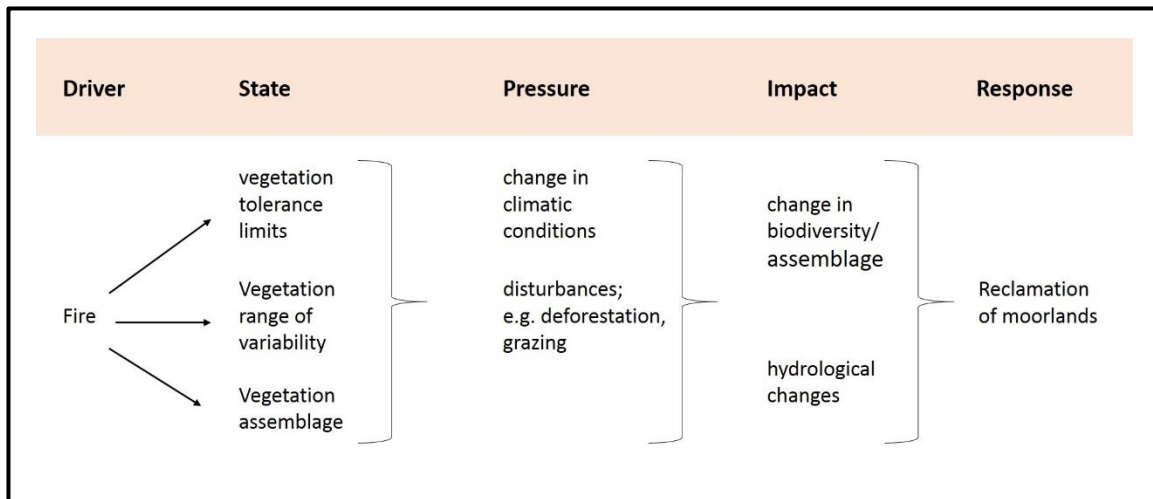 Driver State Pressure Impact Response
Fire
vegetation
tolerance
limits
Vegetation
range of
variability
Vegetation
assemblage
change in
climatic
conditions
disturbances;
e.g. deforestation,
grazing
change in
biodiversity/
assemblage
hydrological
changes
Reclamation
of moorlands